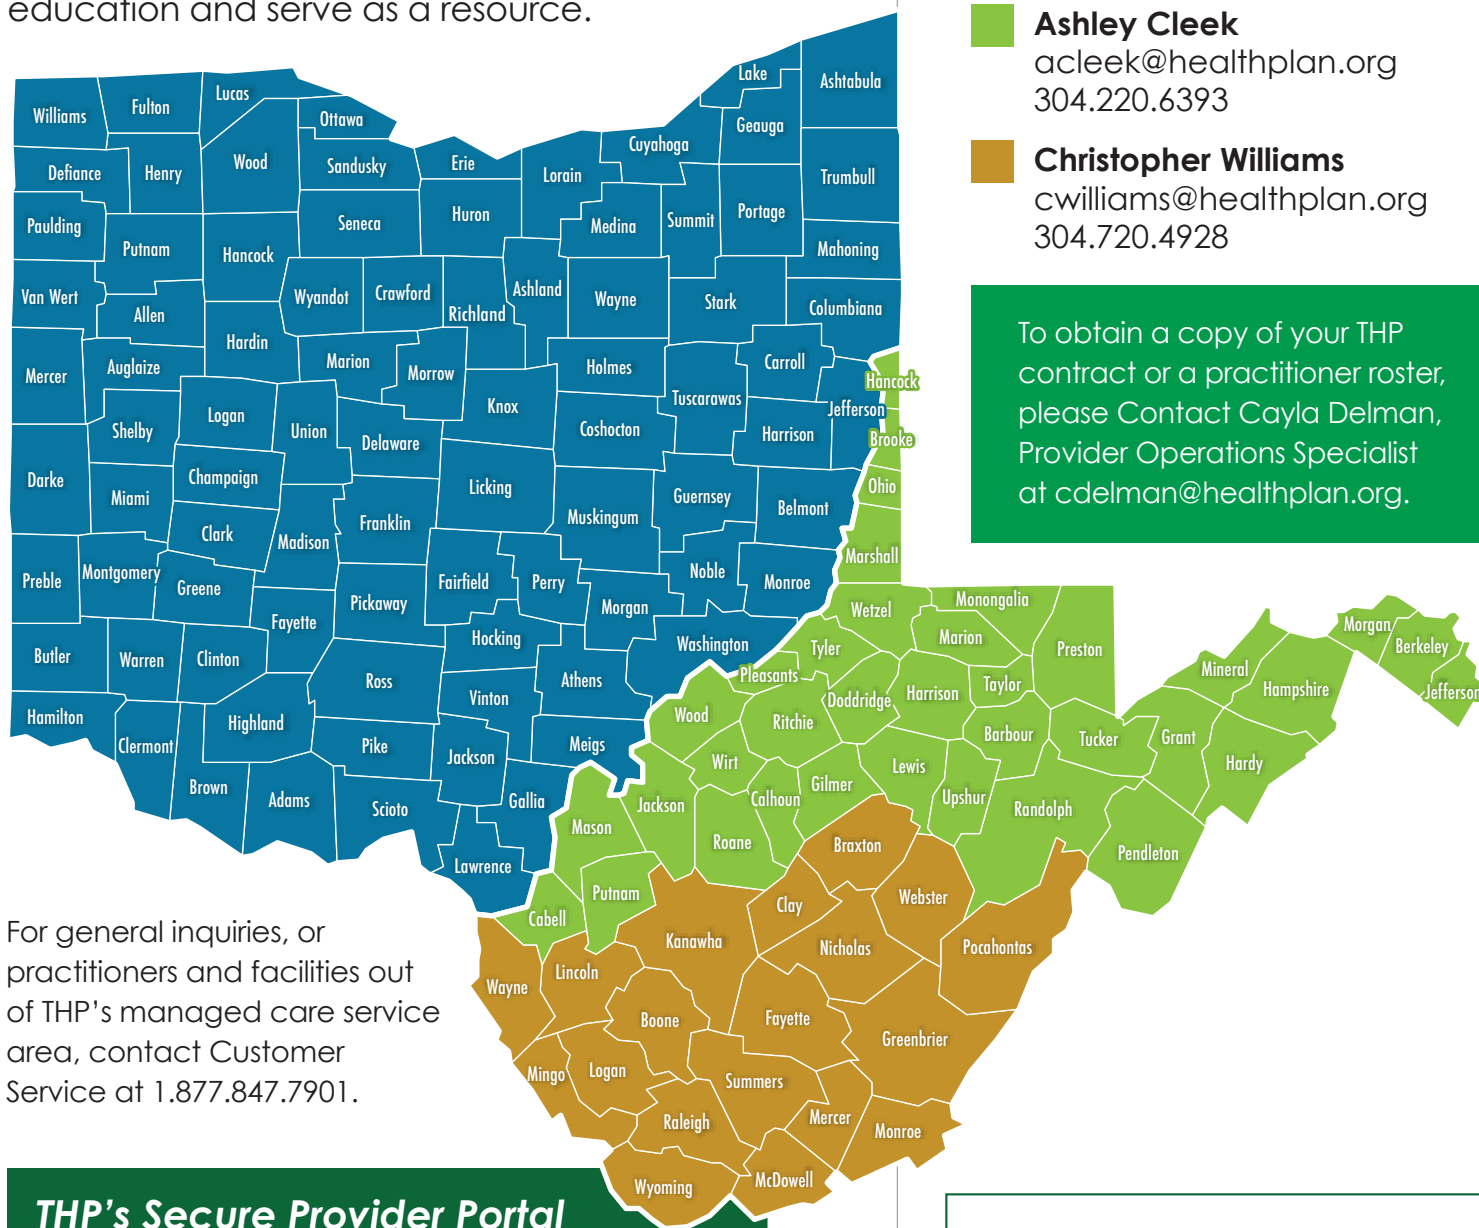 education and serve as a resource.
Ashley Cleek
acleek@healthplan.org
304.220.6393
Christopher Williams
cwilliams@healthplan.org
304.720.4928
To obtain a copy of your THP
contract or a practitioner roster,
please Contact Cayla Delman,
Provider Operations Specialist
at cdelman@healthplan.org.
Williams
Fulton
Lucas
Ottawa
Lake
Ashtabula
Geauga
Cuyahoga
Defiance
Henry
Wood
Sandusky
Erie
Lorain
Trumbull
Paulding
Putnam
Hancock
Seneca
Huron
Medina
Summit
Portage
Mahoning
Van Wert
Allen
Hardin
Wyandot
Crawford
Richland
Ashland
Wayne
Stark
Columbiana
Mercer
Auglaize
Marion
Morrow
Holmes
Tuscarawas
Carroll
Hancock
Jefferson
Brooke
Shelby
Logan
Union
Delaware
Knox
Coshocton
Harrison
Darke
Miami
Champaign
Clark
Madison
Franklin
Licking
Muskingum
Guernsey
Belmont
Ohio
Marshall
Preble
Montgomery
Greene
Fayette
Pickaway
Fairfield
Perry
Morgan
Noble
Monroe
Wetzel
Monongalia
Marion
Preston
Morgan
Berkeley
Jefferson
Mineral
Hampshire
Butler
Warren
Clinton
Ross
Hocking
Vinton
Athens
Washington
Pleasants
Tyler
Doddridge
Harrison
Taylor
Hamilton
Clermont
Highland
Pike
Jackson
Meigs
Wood
Ritchie
Barbour
Tucker
Grant
Hardy
Brown
Adams
Scioto
Gallia
Lawrence
Mason
Jackson
Wirt
Calhoun
Gilmer
Lewis
Upshur
Randolph
Pendleton
Roane
Putnam
Cabell
Braxton
Webster
Clay
Kanawha
Nicholas
Pocahontas
Wayne
Lincoln
Boone
Fayette
Greenbrier
Mingo
Logan
Summers
Raleigh
Mercer
Monroe
Wyoming
McDowell
For general inquiries, or
practitioners and facilities out
of THP's managed care service
area, contact Customer
Service at 1.877.847.7901.
THP's Secure Provider Portal